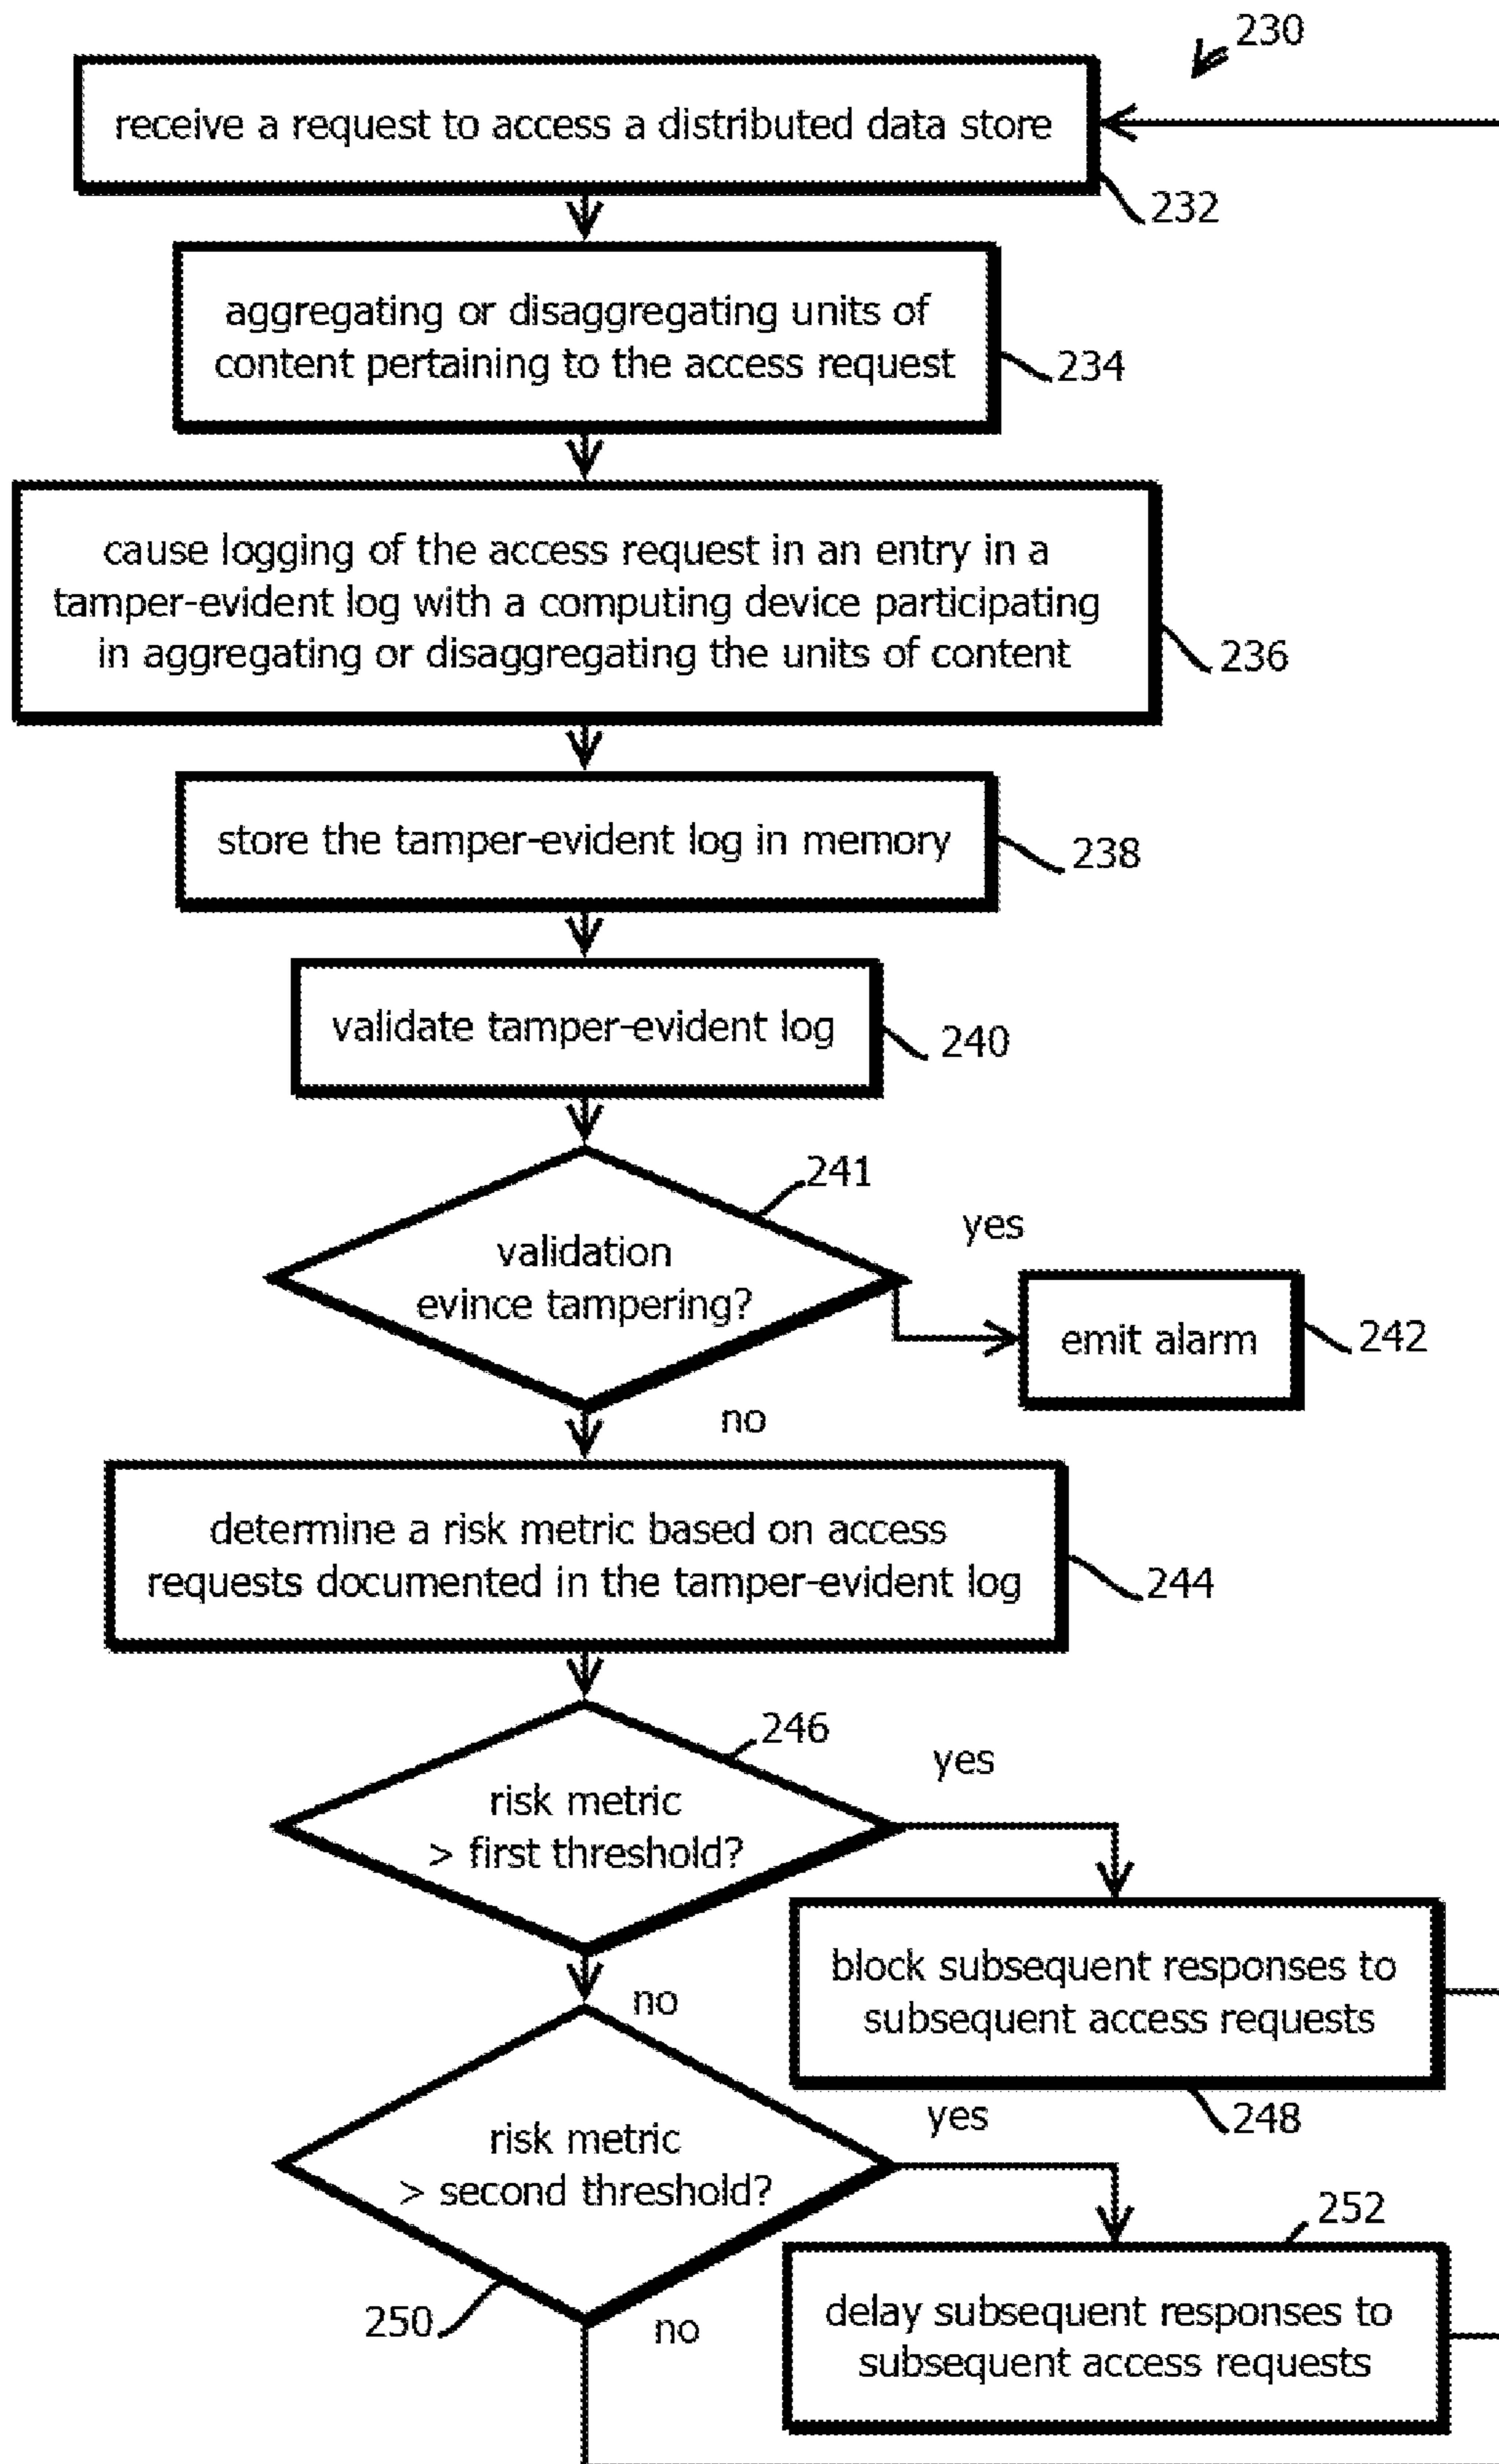 230
receive a request to access a distributed data store
232
aggregating or disaggregating units of
content pertaining to the access request
234
cause logging of the access request in an entry in a
tamper-evident log with a computing device participating
in aggregating or disaggregating the units of content
236
store the tamper-evident log in memory
238
validate tamper-evident log
240
241
validation
evince tampering?
yes
emit alarm
242
no
determine a risk metric based on access
requests documented in the tamper-evident log
244
246
risk metric
> first threshold?
yes
block subsequent responses to
subsequent access requests
248
no
risk metric
> second threshold?
yes
250
252
delay subsequent responses to
subsequent access requests
no